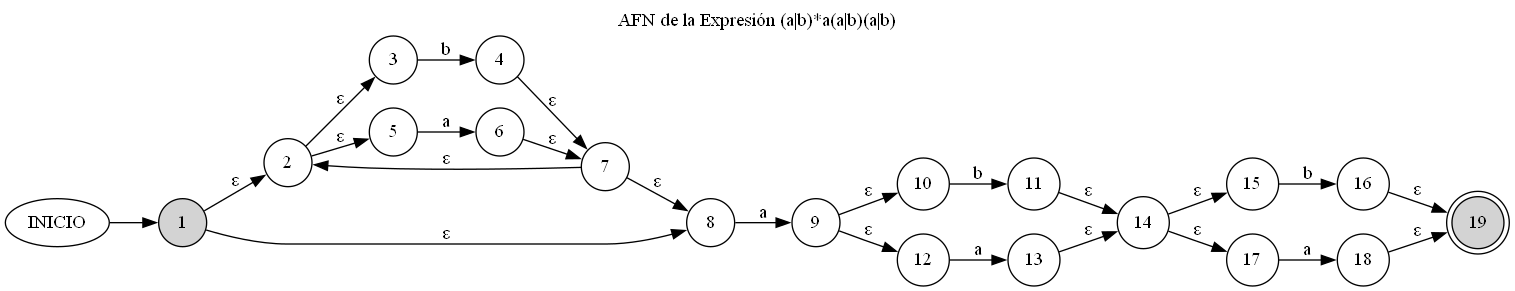 AFN de la Expresión (a|b)*a(a|b)(a|b)
3 b 4
ε ε
5 a 6
ε ε
2 ε 7
ε ε
10 b 11 15 b 16
ε ε ε ε
INICIO 1 8 a 9 14 19
ε
ε ε ε ε
12 a 13 17 a 18